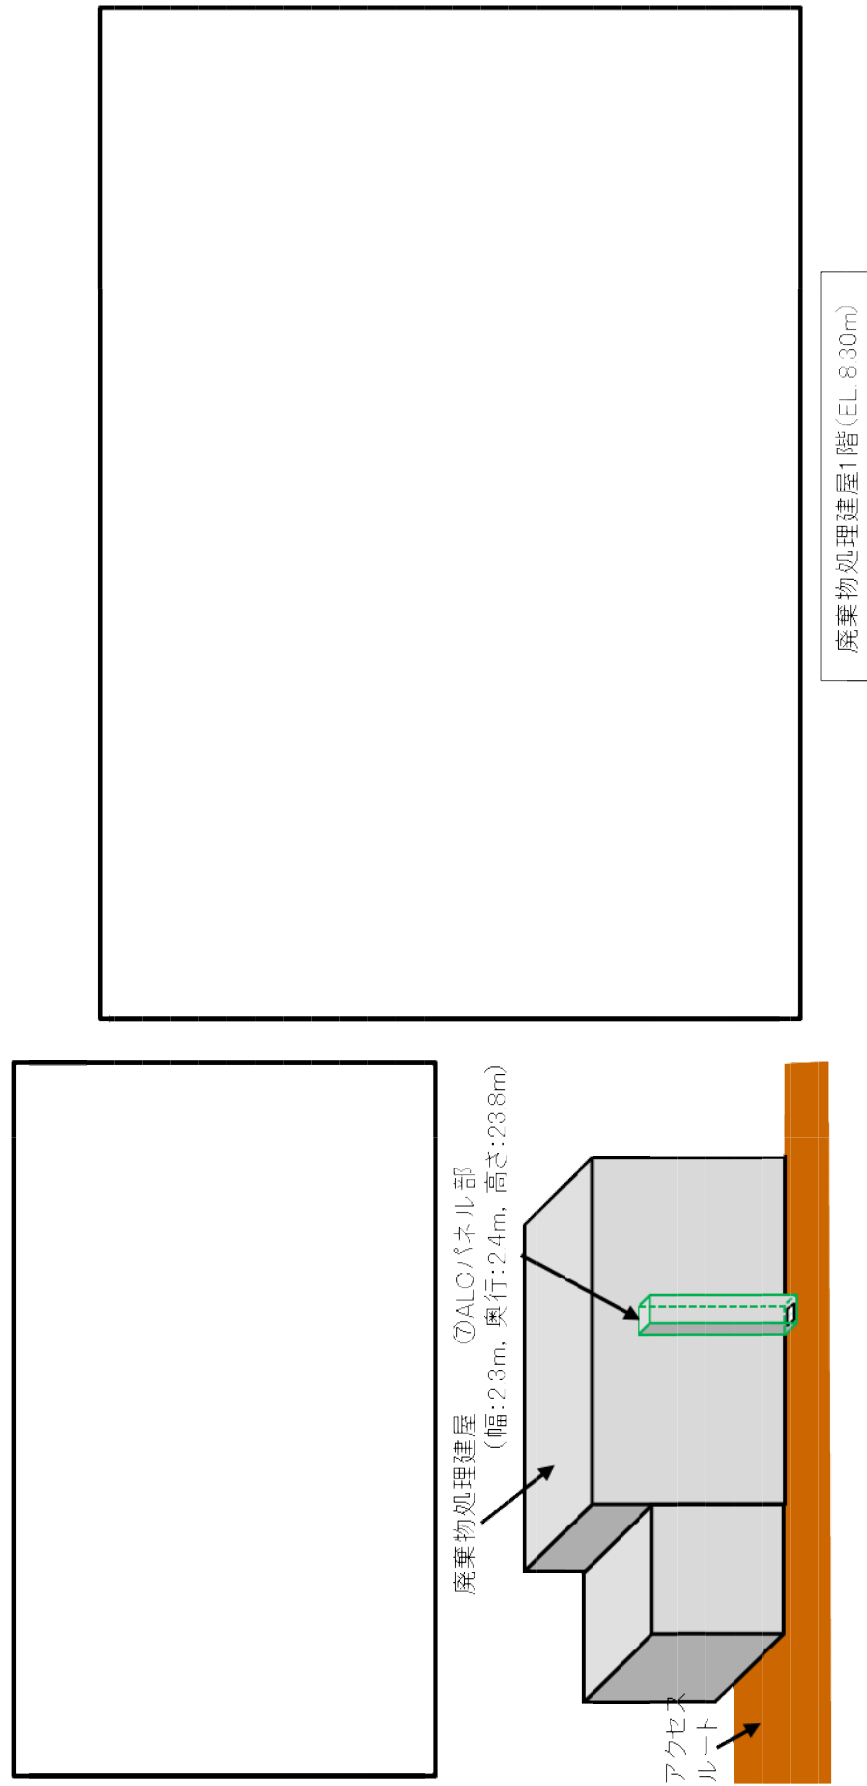 廃棄物処理建屋
⑦ALCパネル部
(幅:2.3m, 奥行:2.4m, 高さ:23.8m)
アクセス
ルート
廃棄物処理建屋1階(EL.8.30m)